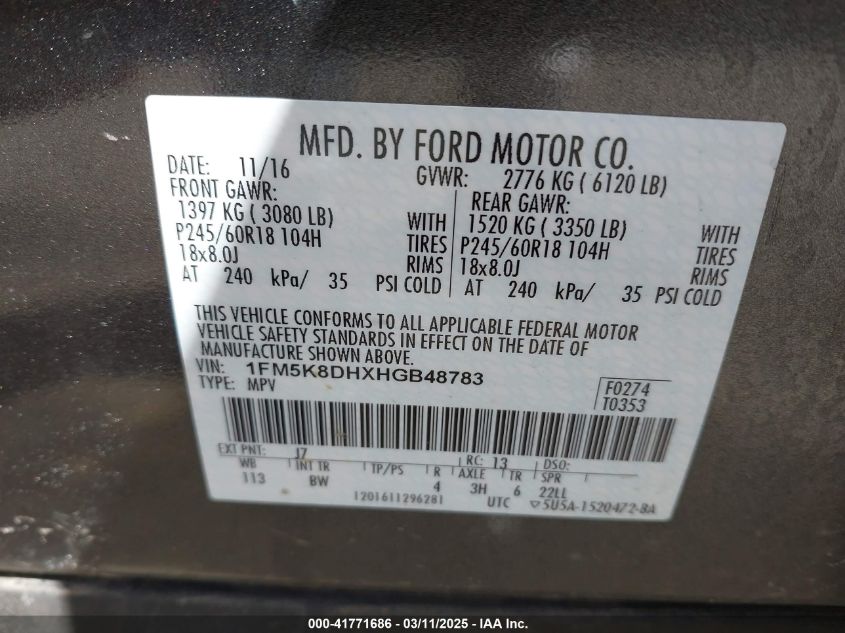 MFD. BY FORD MOTOR CO.
DATE: 11/16 GVWR: 2776 KG ( 6120 LB)
FRONT GAWR: REAR GAWR:
1397 KG ( 3080 LB) WITH 1520 KG ( 3350 LB) WITH
P245/60R18 104H TIRES P245/60R18 104H TIRES
18x8.0J RIMS 18x8.0J RIMS
AT 240 kPa/ 35 PSI COLD AT 240 kPa/ 35 PSI COLD
THIS VEHICLE CONFORMS TO ALL APPLICABLE FEDERAL MOTOR
VEHICLE SAFETY STANDARDS IN EFFECT ON THE DATE OF
MANUFACTURE SHOWN ABOVE.
VIN: 1FM5K8DHXHGB48783
TYPE: MPV
F0274
T0353
EXT PNT: J7 RC: 13 DSO:
WB INT TR TP/PS R AXLE TR SPR
113 BW 4 3H 6 22LL
1201611296281 UTC ▽5U5A-1520472-BA
000-41771686 - 03/11/2025 - IAA Inc.